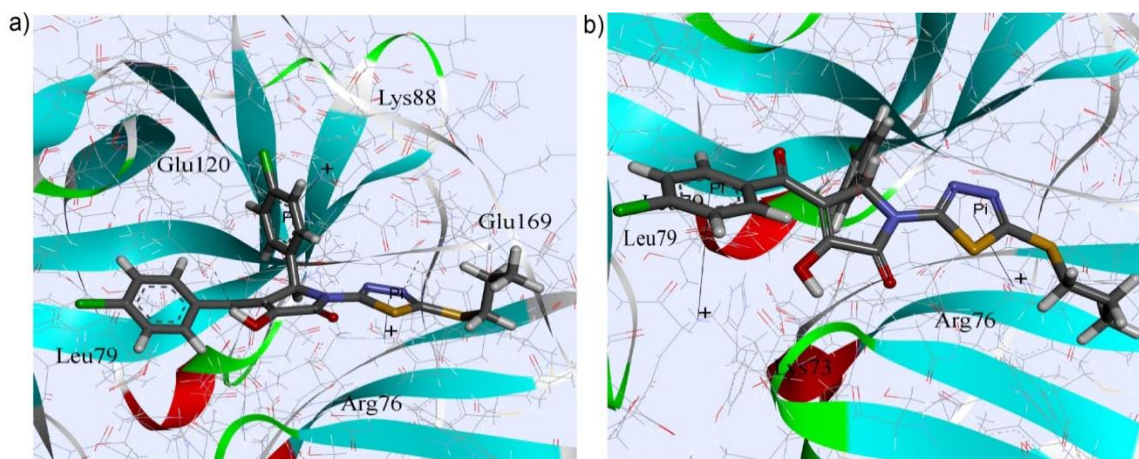 a)
Lys88
Glu120
Pi
+
Glu169
Pi
+
Leu79
Arg76
b)
Pi
Pi
Leu79
+
+
Arg76
Lys73